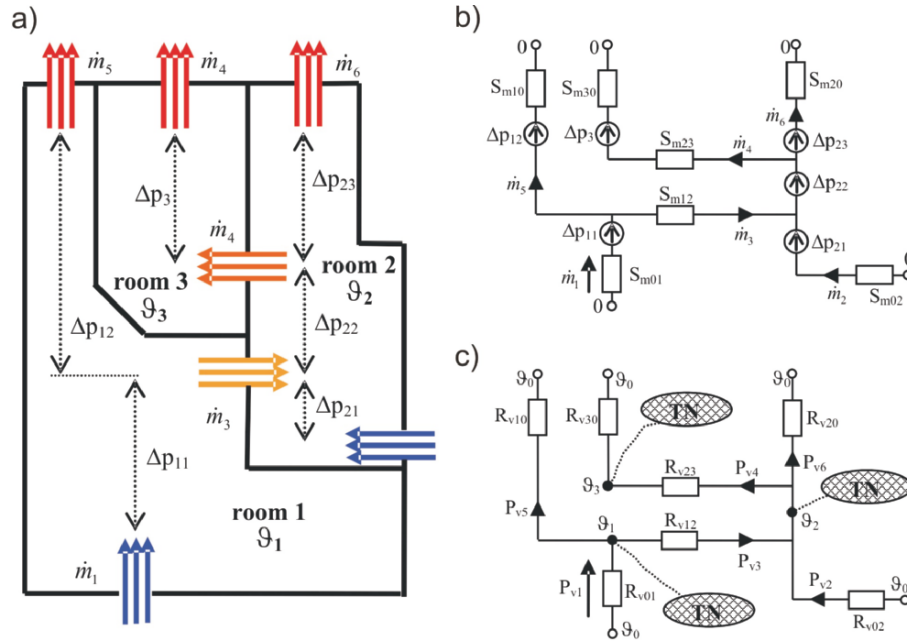 a)
ṁ₅
ṁ₄
ṁ₆
Δp₂₃
Δp₃
ṁ₄
room 3
ϑ₃
room 2
ϑ₂
Δp₁₂
Δp₂₂
ṁ₃
Δp₂₁
Δp₁₁
room 1
ϑ₁
ṁ₁
b)
0
0
0
Sₘ₁₀
Sₘ₃₀
Sₘ₂₀
ṁ₆
Δp₁₂
Δp₃
Sₘ₂₃
ṁ₄
Δp₂₃
Δp₂₂
ṁ₅
Sₘ₁₂
Δp₁₁
ṁ₃
Δp₂₁
ṁ₁
Sₘ₀₁
0
ṁ₂
Sₘ₀₂
0
c)
ϑ₀
ϑ₀
ϑ₀
Rᵥ₁₀
Rᵥ₃₀
TN
Rᵥ₂₀
Rᵥ₂₃
Pᵥ₄
Pᵥ₆
TN
ϑ₃
ϑ₂
Pᵥ₅
ϑ₁
Rᵥ₁₂
Pᵥ₃
Pᵥ₁
Rᵥ₀₁
TN
Pᵥ₂
Rᵥ₀₂
ϑ₀
ϑ₀